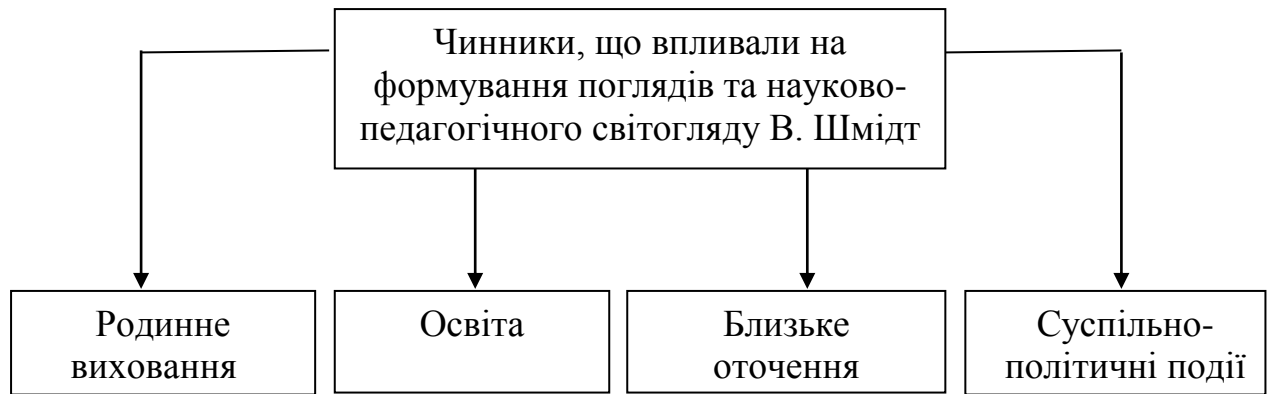 Чинники, що впливали на
формування поглядів та науково-
педагогічного світогляду В. Шмідт
Родинне
виховання
Освіта
Близьке
оточення
Суспільно-
політичні події